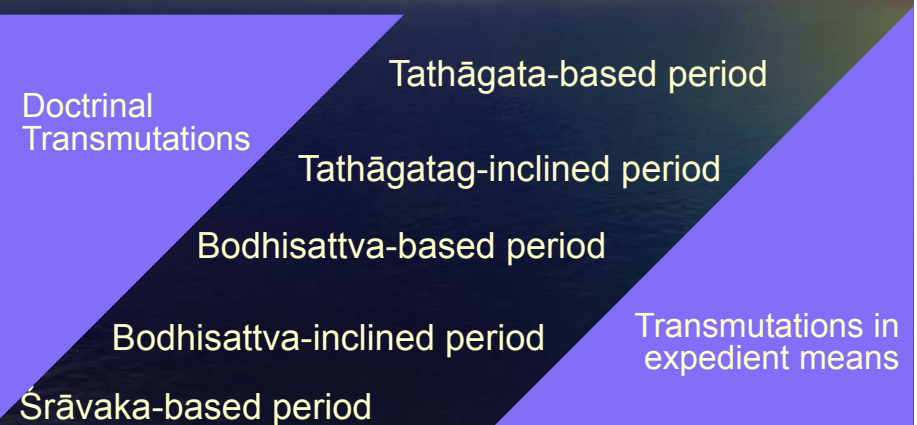 Tathāgata-based period
Doctrinal
Transmutations
Tathāgatag-inclined period
Bodhisattva-based period
Bodhisattva-inclined period
Transmutations in
expedient means
Śrāvaka-based period